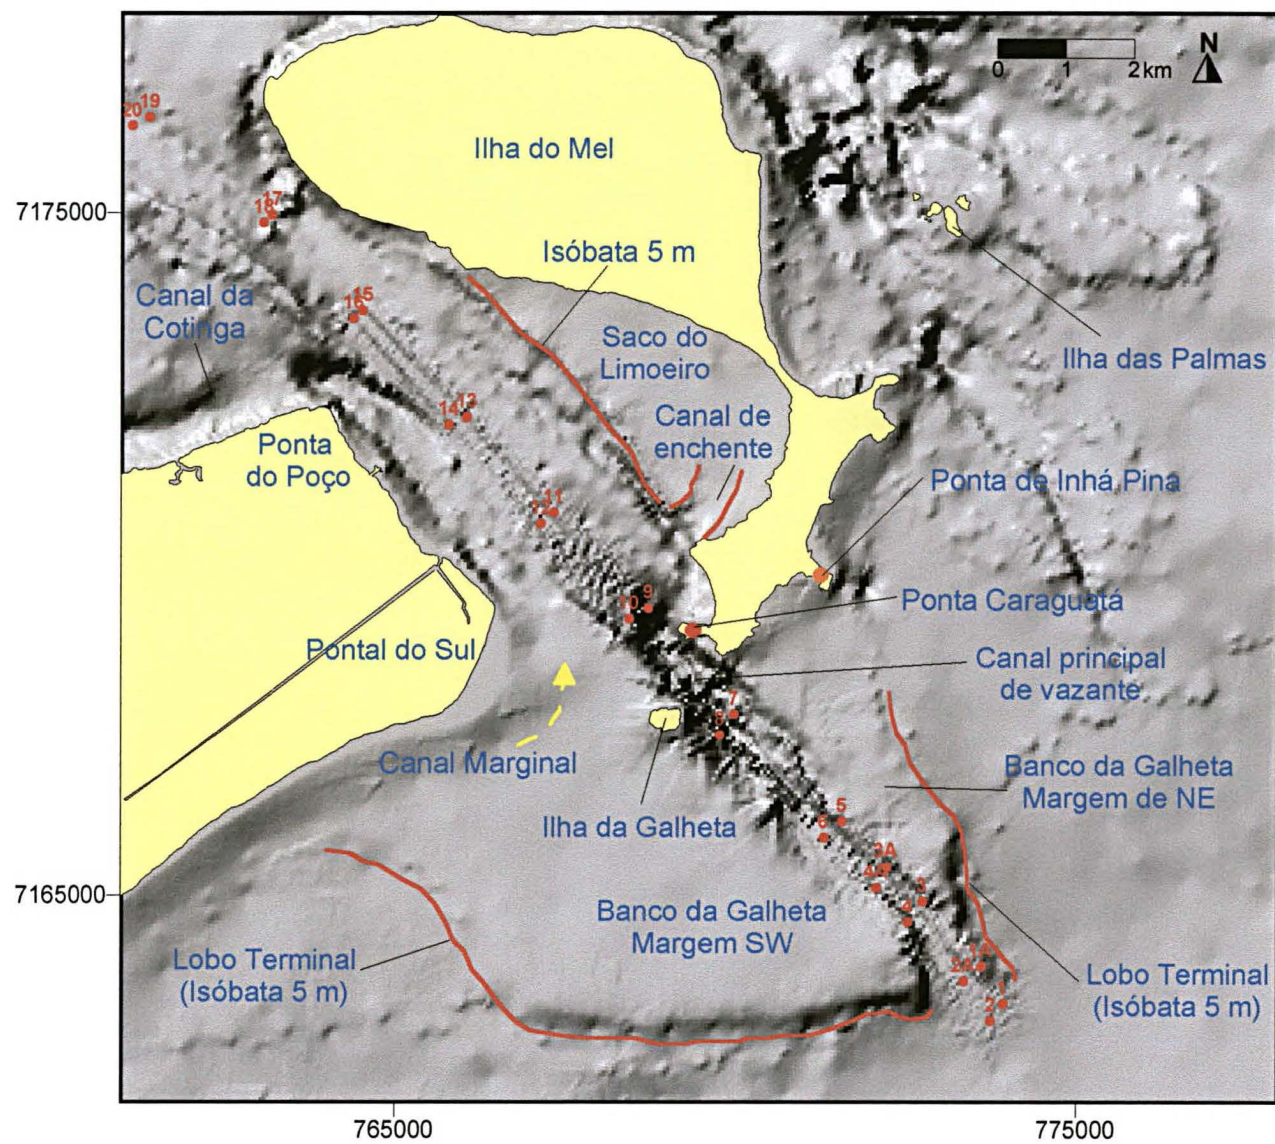 N
0 1 2 km
20 19
Ilha do Mel
7175000
18 17
Isóbata 5 m
Canal da
Cotinga
16 15
Saco do
Limoeiro
Ilha das Palmas
14 13
Canal de
enchente
Ponta
do Poço
Ponta de Inhá Pina
12 11
10 9
Ponta Caraguatá
Pontal do Sul
Canal principal
de vazante
7
8
Canal Marginal
Banco da Galheta
Margem de NE
Ilha da Galheta
5
6
3A
4A
3
4
7165000
Banco da Galheta
Margem SW
Lobo Terminal
(Isóbata 5 m)
1A
2A
Lobo Terminal
(Isóbata 5 m)
1
2
765000
775000